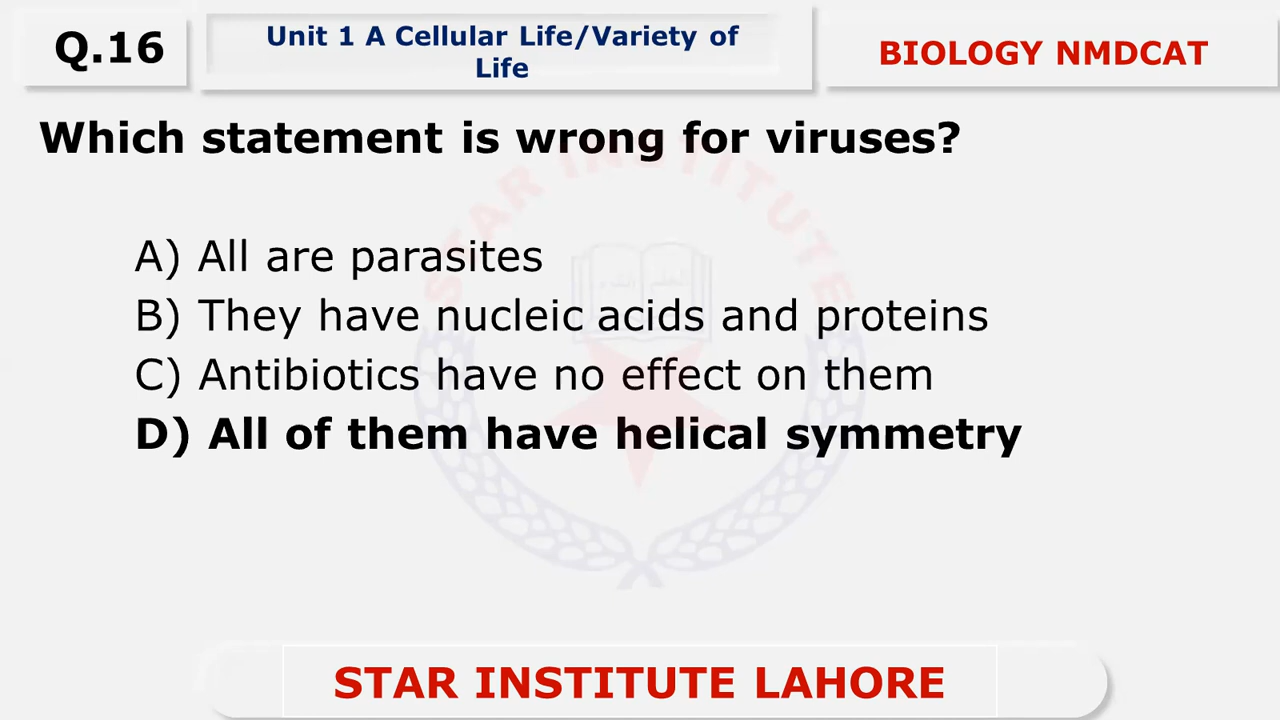 Q.16
Unit 1 A Cellular Life/Variety of
Life
BIOLOGY NMDCAT
Which statement is wrong for viruses?
STAR INSTITUTE
A) All are parasites
B) They have nucleic acids and proteins
C) Antibiotics have no effect on them
D) All of them have helical symmetry
STAR INSTITUTE LAHORE